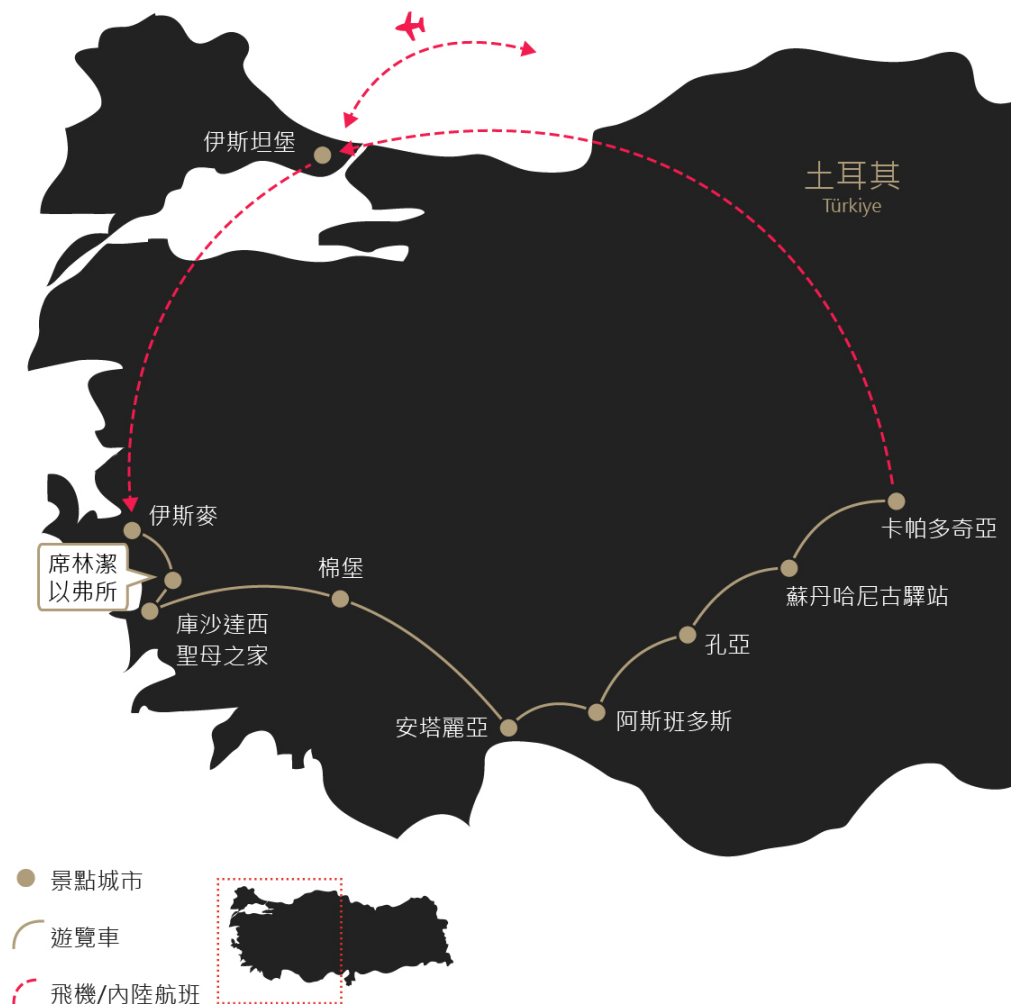 伊斯坦堡
土耳其
Türkiye
伊斯麥
席林潔
以弗所
庫沙達西
聖母之家
棉堡
安塔麗亞
阿斯班多斯
孔亞
蘇丹哈尼古驛站
卡帕多奇亞
景點城市
遊覽車
飛機/內陸航班